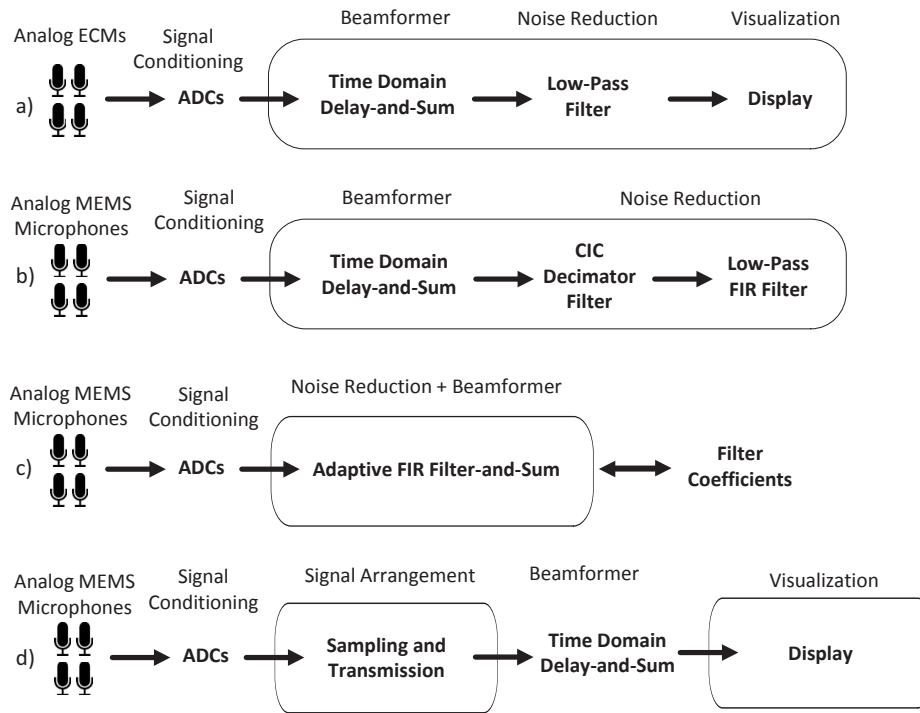 Beamformer Noise Reduction Visualization
Analog ECMs
Signal
Conditioning
a)
ADCs
Time Domain
Delay-and-Sum
Low-Pass
Filter
Display
Analog MEMS
Microphones
Signal
Conditioning
Beamformer
Noise Reduction
b)
ADCs
Time Domain
Delay-and-Sum
CIC
Decimator
Filter
Low-Pass
FIR Filter
Analog MEMS
Microphones
Signal
Conditioning
Noise Reduction + Beamformer
c)
ADCs
Adaptive FIR Filter-and-Sum
Filter
Coefficients
Analog MEMS
Microphones
Signal
Conditioning
Signal Arrangement
Beamformer
Visualization
d)
ADCs
Sampling and
Transmission
Time Domain
Delay-and-Sum
Display